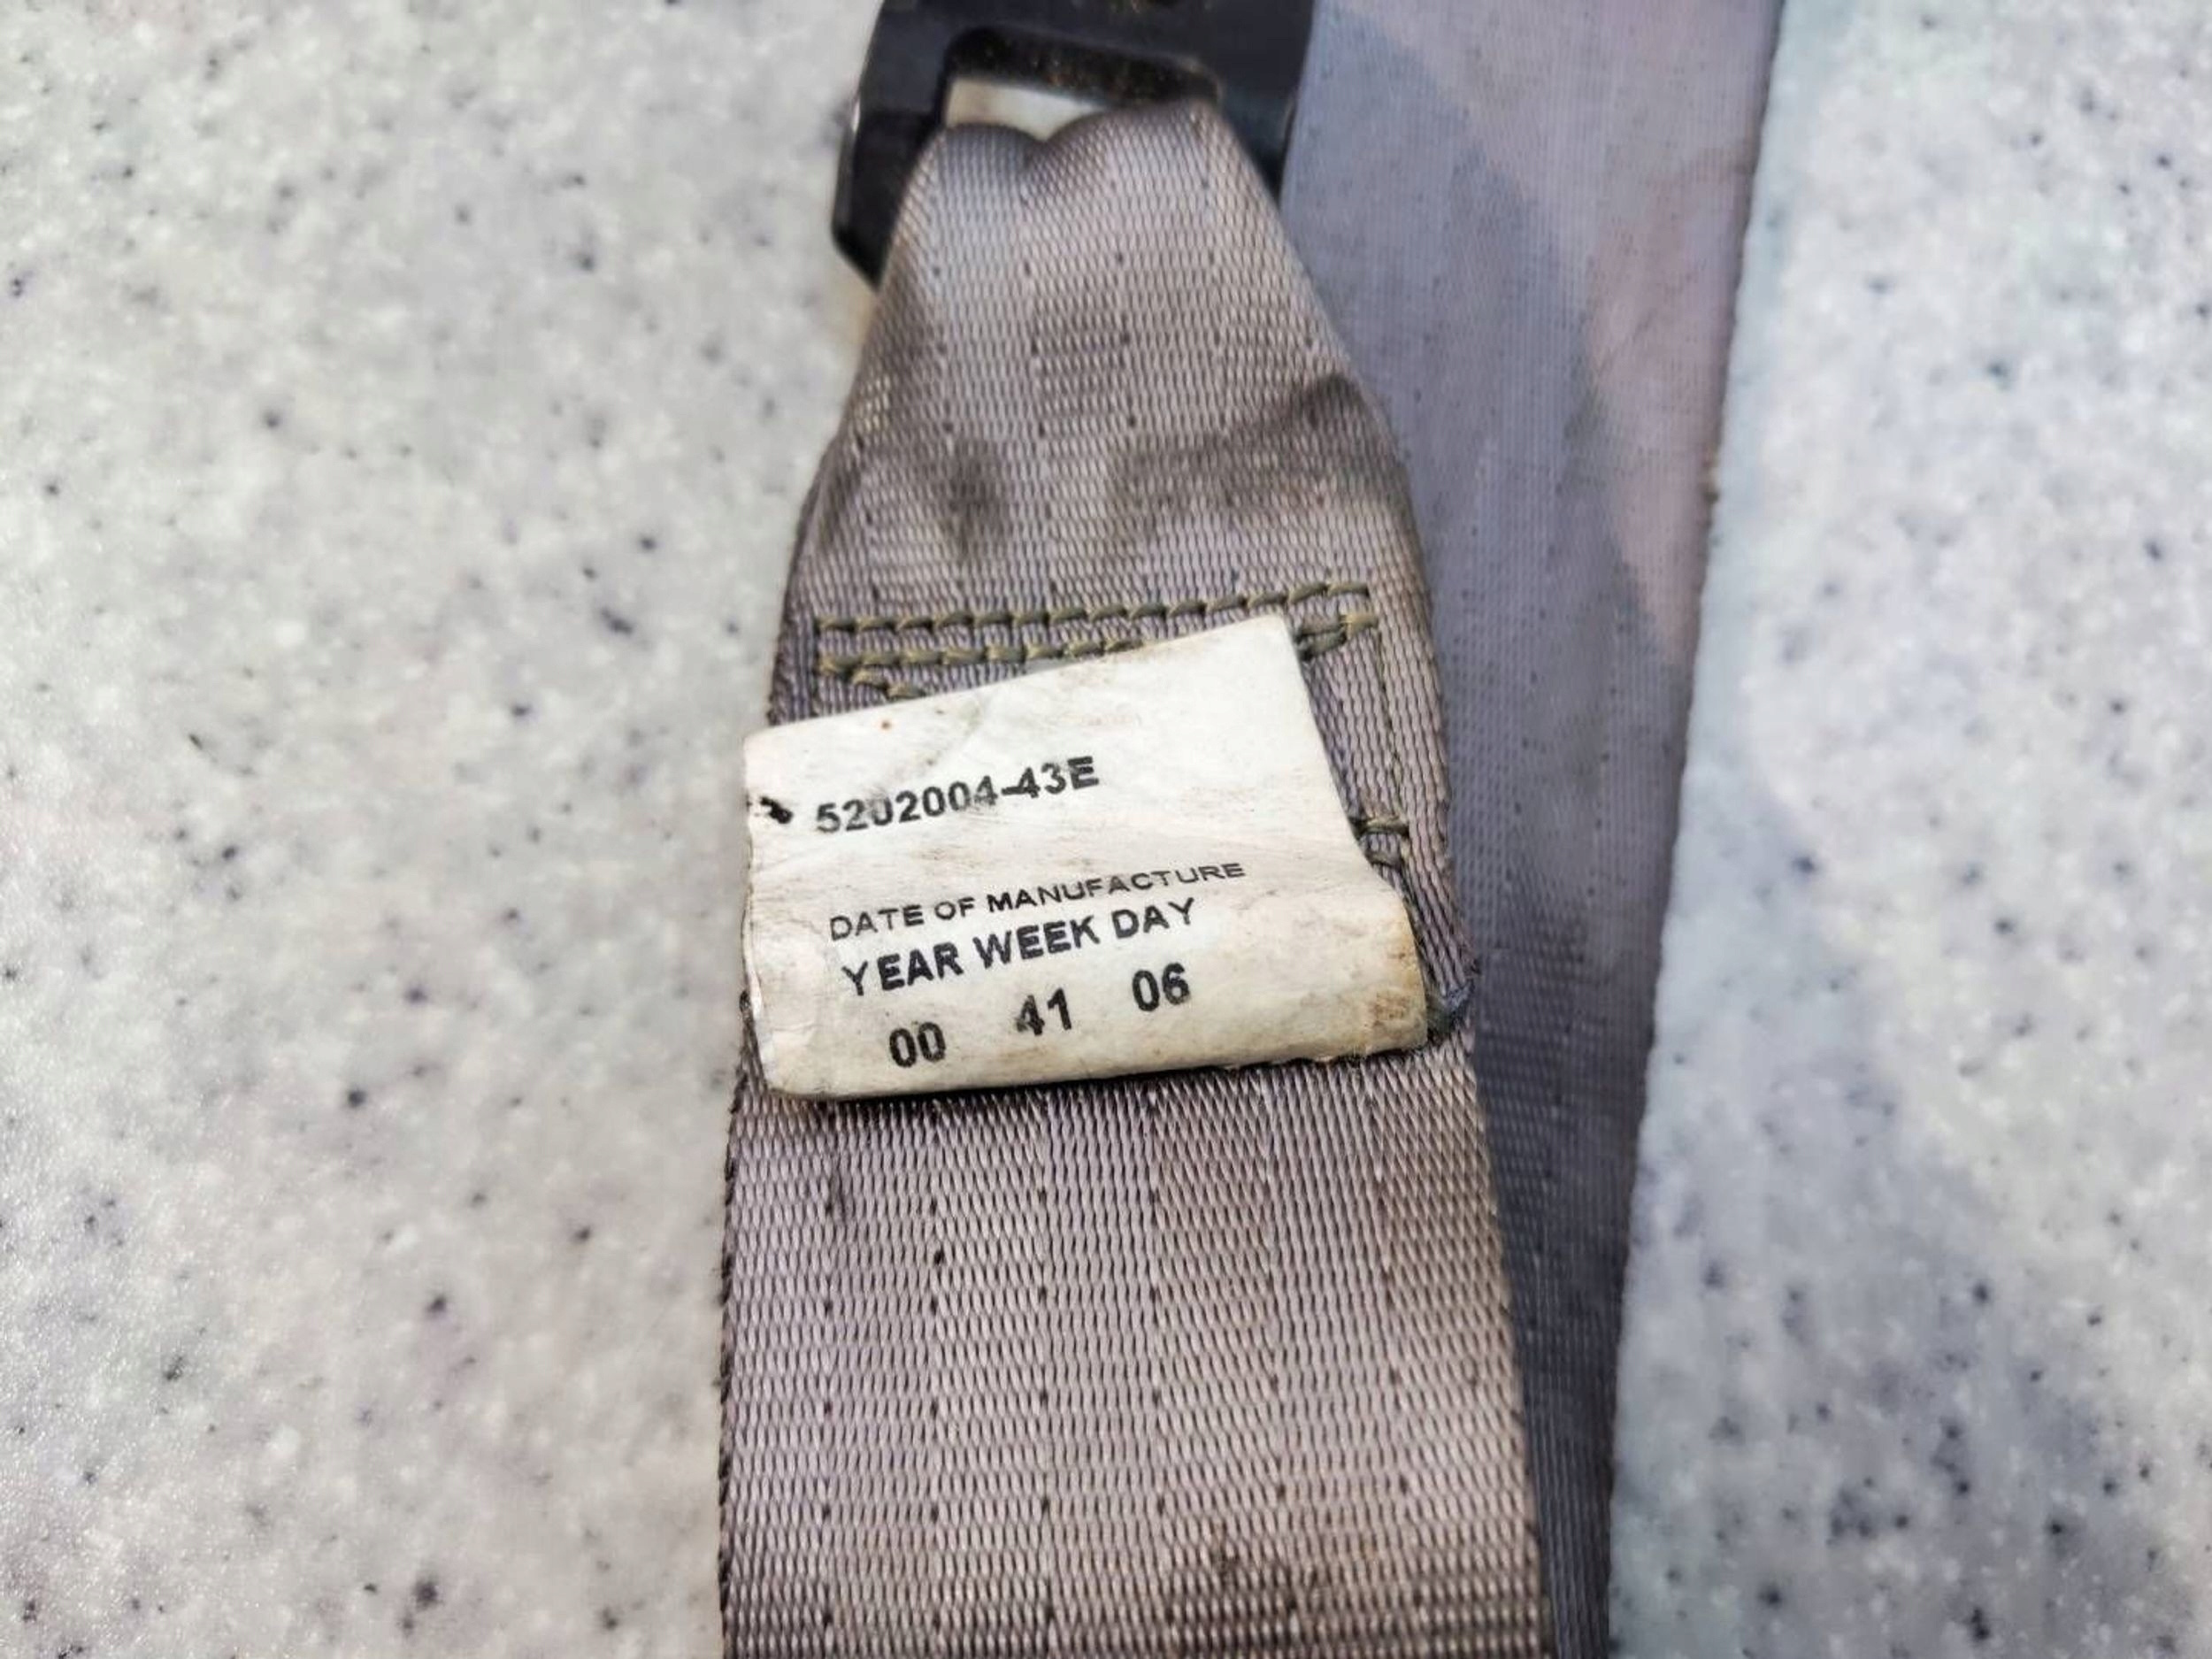 5202004-43E
DATE OF MANUFACTURE
YEAR WEEK DAY
00 41 06